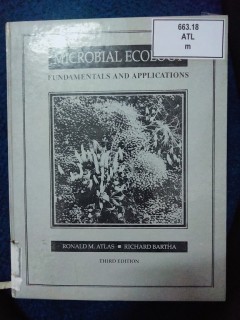 663.18
ATL
m
MICROBIAL ECOLOGY
FUNDAMENTALS AND APPLICATIONS
RONALD M. ATLAS ■ RICHARD BARTHA
THIRD EDITION